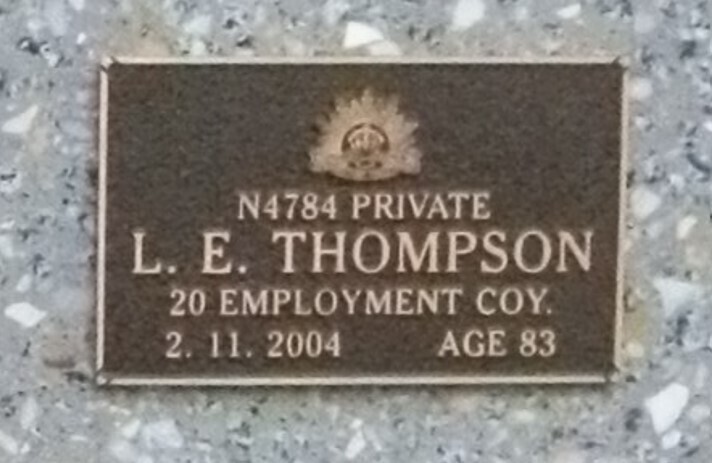 N4784 PRIVATE
L. E. THOMPSON
20 EMPLOYMENT COY.
2. 11. 2004 AGE 83